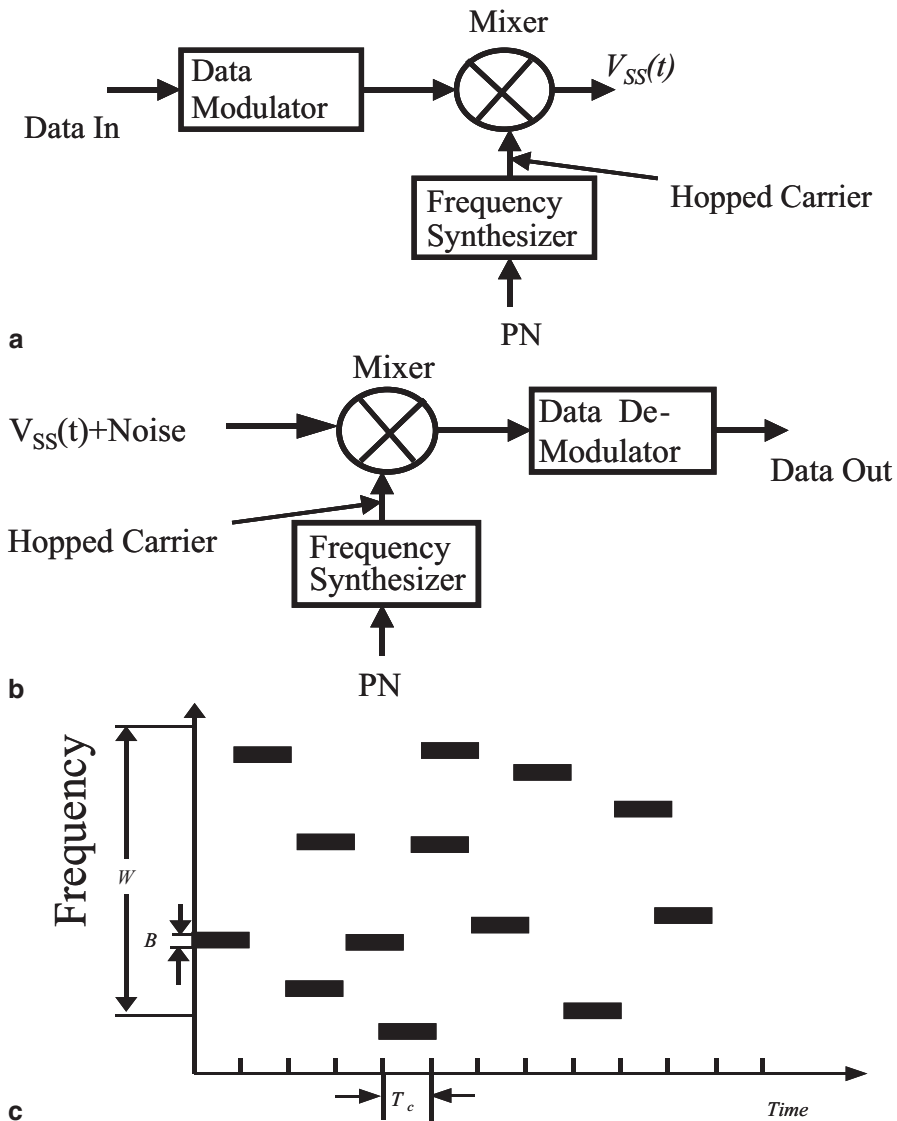 Mixer
Data
Modulator
V_SS(t)
Data In
Hopped Carrier
Frequency
Synthesizer
PN
a
Mixer
V_SS(t)+Noise
Data De-
Modulator
Data Out
Hopped Carrier
Frequency
Synthesizer
PN
b
Frequency
W
B
T_c
Time
c